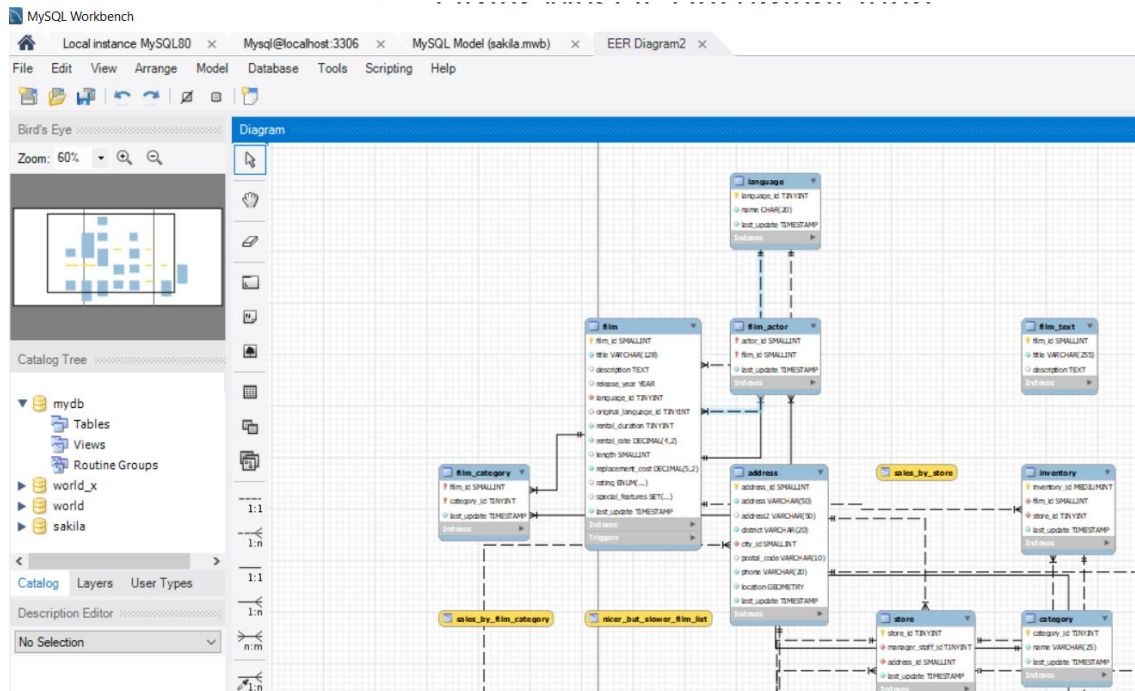 MySQL Workbench
Local instance MySQL80
Mysql@localhost:3306
MySQL Model (sakila.mwb)
EER Diagram2
File Edit View Arrange Model Database Tools Scripting Help
Bird's Eye
Zoom: 60%
Catalog Tree
mydb
Tables
Views
Routine Groups
world_x
world
sakila
Catalog Layers User Types
Description Editor
No Selection
Diagram
1:1
1:n
1:1
1:n
n:m
1:n
language
language_id TINYINT
name CHAR(20)
last_update TIMESTAMP
Indexes
film
film_id SMALLINT
title VARCHAR(128)
description TEXT
release_year YEAR
language_id TINYINT
original_language_id TINYINT
rental_duration TINYINT
rental_rate DECIMAL(4,2)
length SMALLINT
replacement_cost DECIMAL(5,2)
rating ENUM(...)
special_features SET(...)
last_update TIMESTAMP
Indexes
Triggers
film_actor
actor_id SMALLINT
film_id SMALLINT
last_update TIMESTAMP
Indexes
film_text
film_id SMALLINT
title VARCHAR(255)
description TEXT
Indexes
film_category
film_id SMALLINT
category_id TINYINT
last_update TIMESTAMP
Indexes
address
address_id SMALLINT
address VARCHAR(50)
address2 VARCHAR(50)
district VARCHAR(20)
city_id SMALLINT
postal_code VARCHAR(10)
phone VARCHAR(20)
location GEOMETRY
last_update TIMESTAMP
Indexes
sales_by_store
inventory
inventory_id MEDIUMINT
film_id SMALLINT
store_id TINYINT
last_update TIMESTAMP
Indexes
sales_by_film_category
nicer_but_slower_film_list
store
store_id TINYINT
manager_staff_id TINYINT
address_id SMALLINT
last_update TIMESTAMP
Indexes
category
category_id TINYINT
name VARCHAR(25)
last_update TIMESTAMP
Indexes